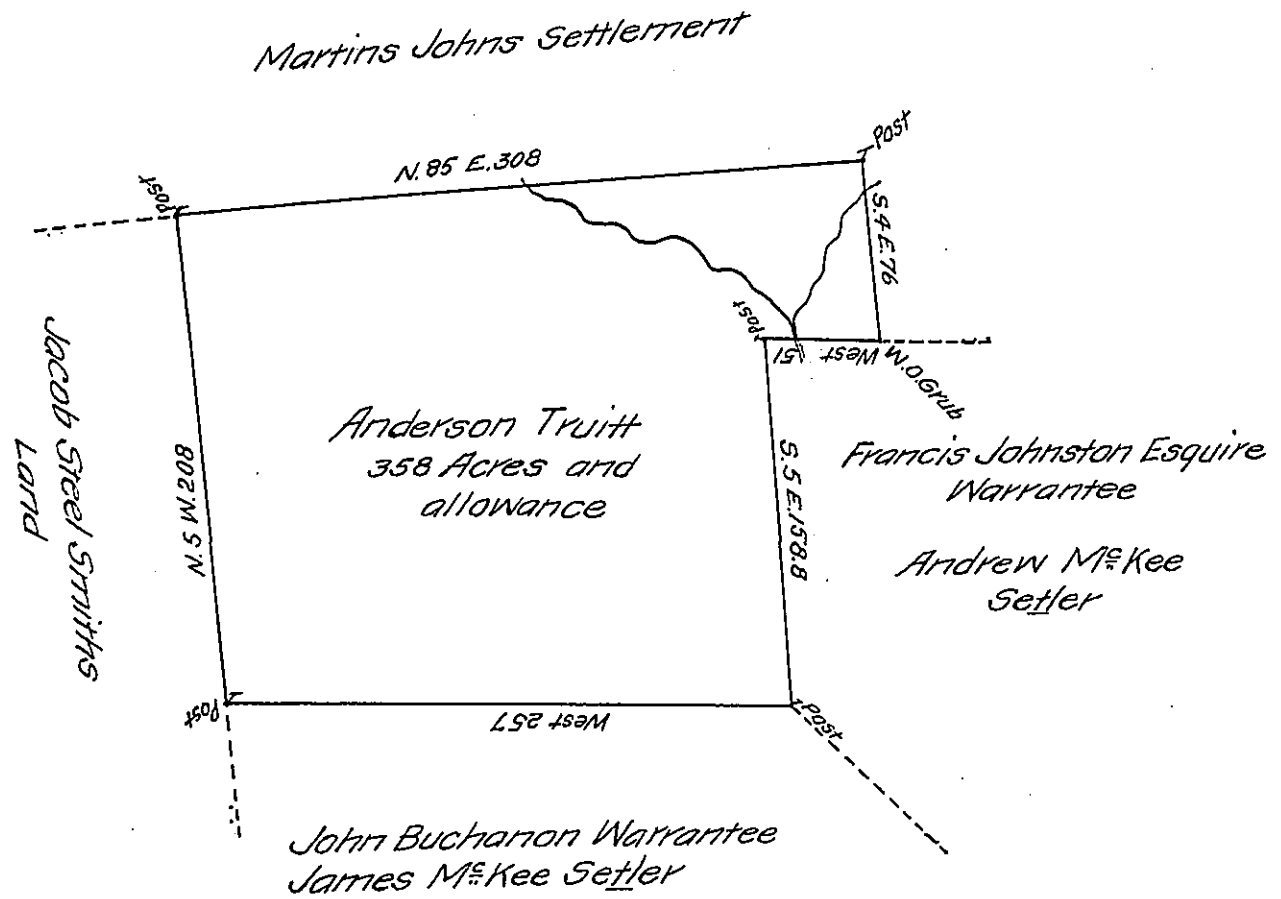 Martins Johns Settlement
Post
N. 85 E. 308
Post
S. 4 E. 76
Post
51 West
W.O. Grub
Jacob Steel Smiths
Land
N. 5 W. 208
Anderson Truitt
358 Acres and
allowance
S. 5 E. 158.8
Francis Johnston Esquire
Warrantee
Andrew McKee
Setler
Post
West 257
Post
John Buchanon Warrantee
James McKee Setler